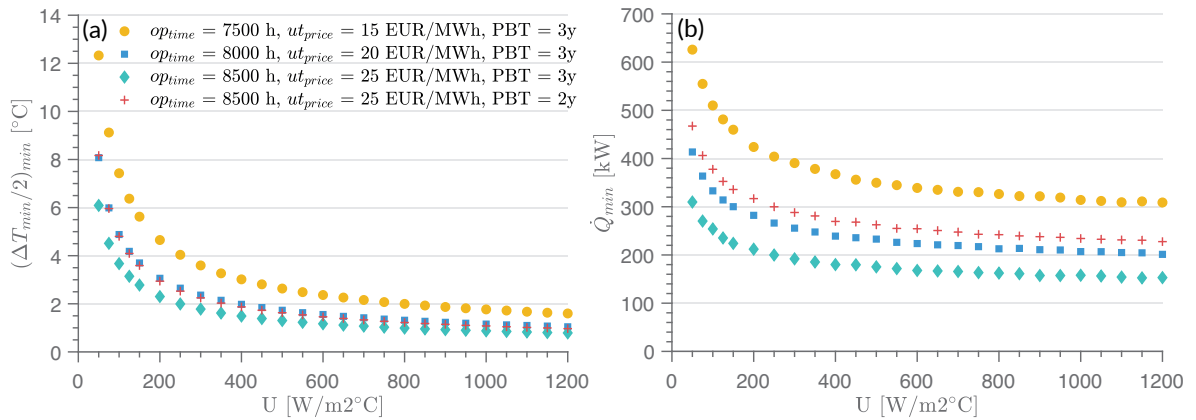 (a)
op_time = 7500 h, ut_price = 15 EUR/MWh, PBT = 3y
op_time = 8000 h, ut_price = 20 EUR/MWh, PBT = 3y
op_time = 8500 h, ut_price = 25 EUR/MWh, PBT = 3y
op_time = 8500 h, ut_price = 25 EUR/MWh, PBT = 2y
(ΔT_min/2)_min [°C]
14
12
10
8
6
4
2
0
0 200 400 600 800 1000 1200
U [W/m2°C]
(b)
Q̇_min [kW]
700
600
500
400
300
200
100
0
0 200 400 600 800 1000 1200
U [W/m2°C]